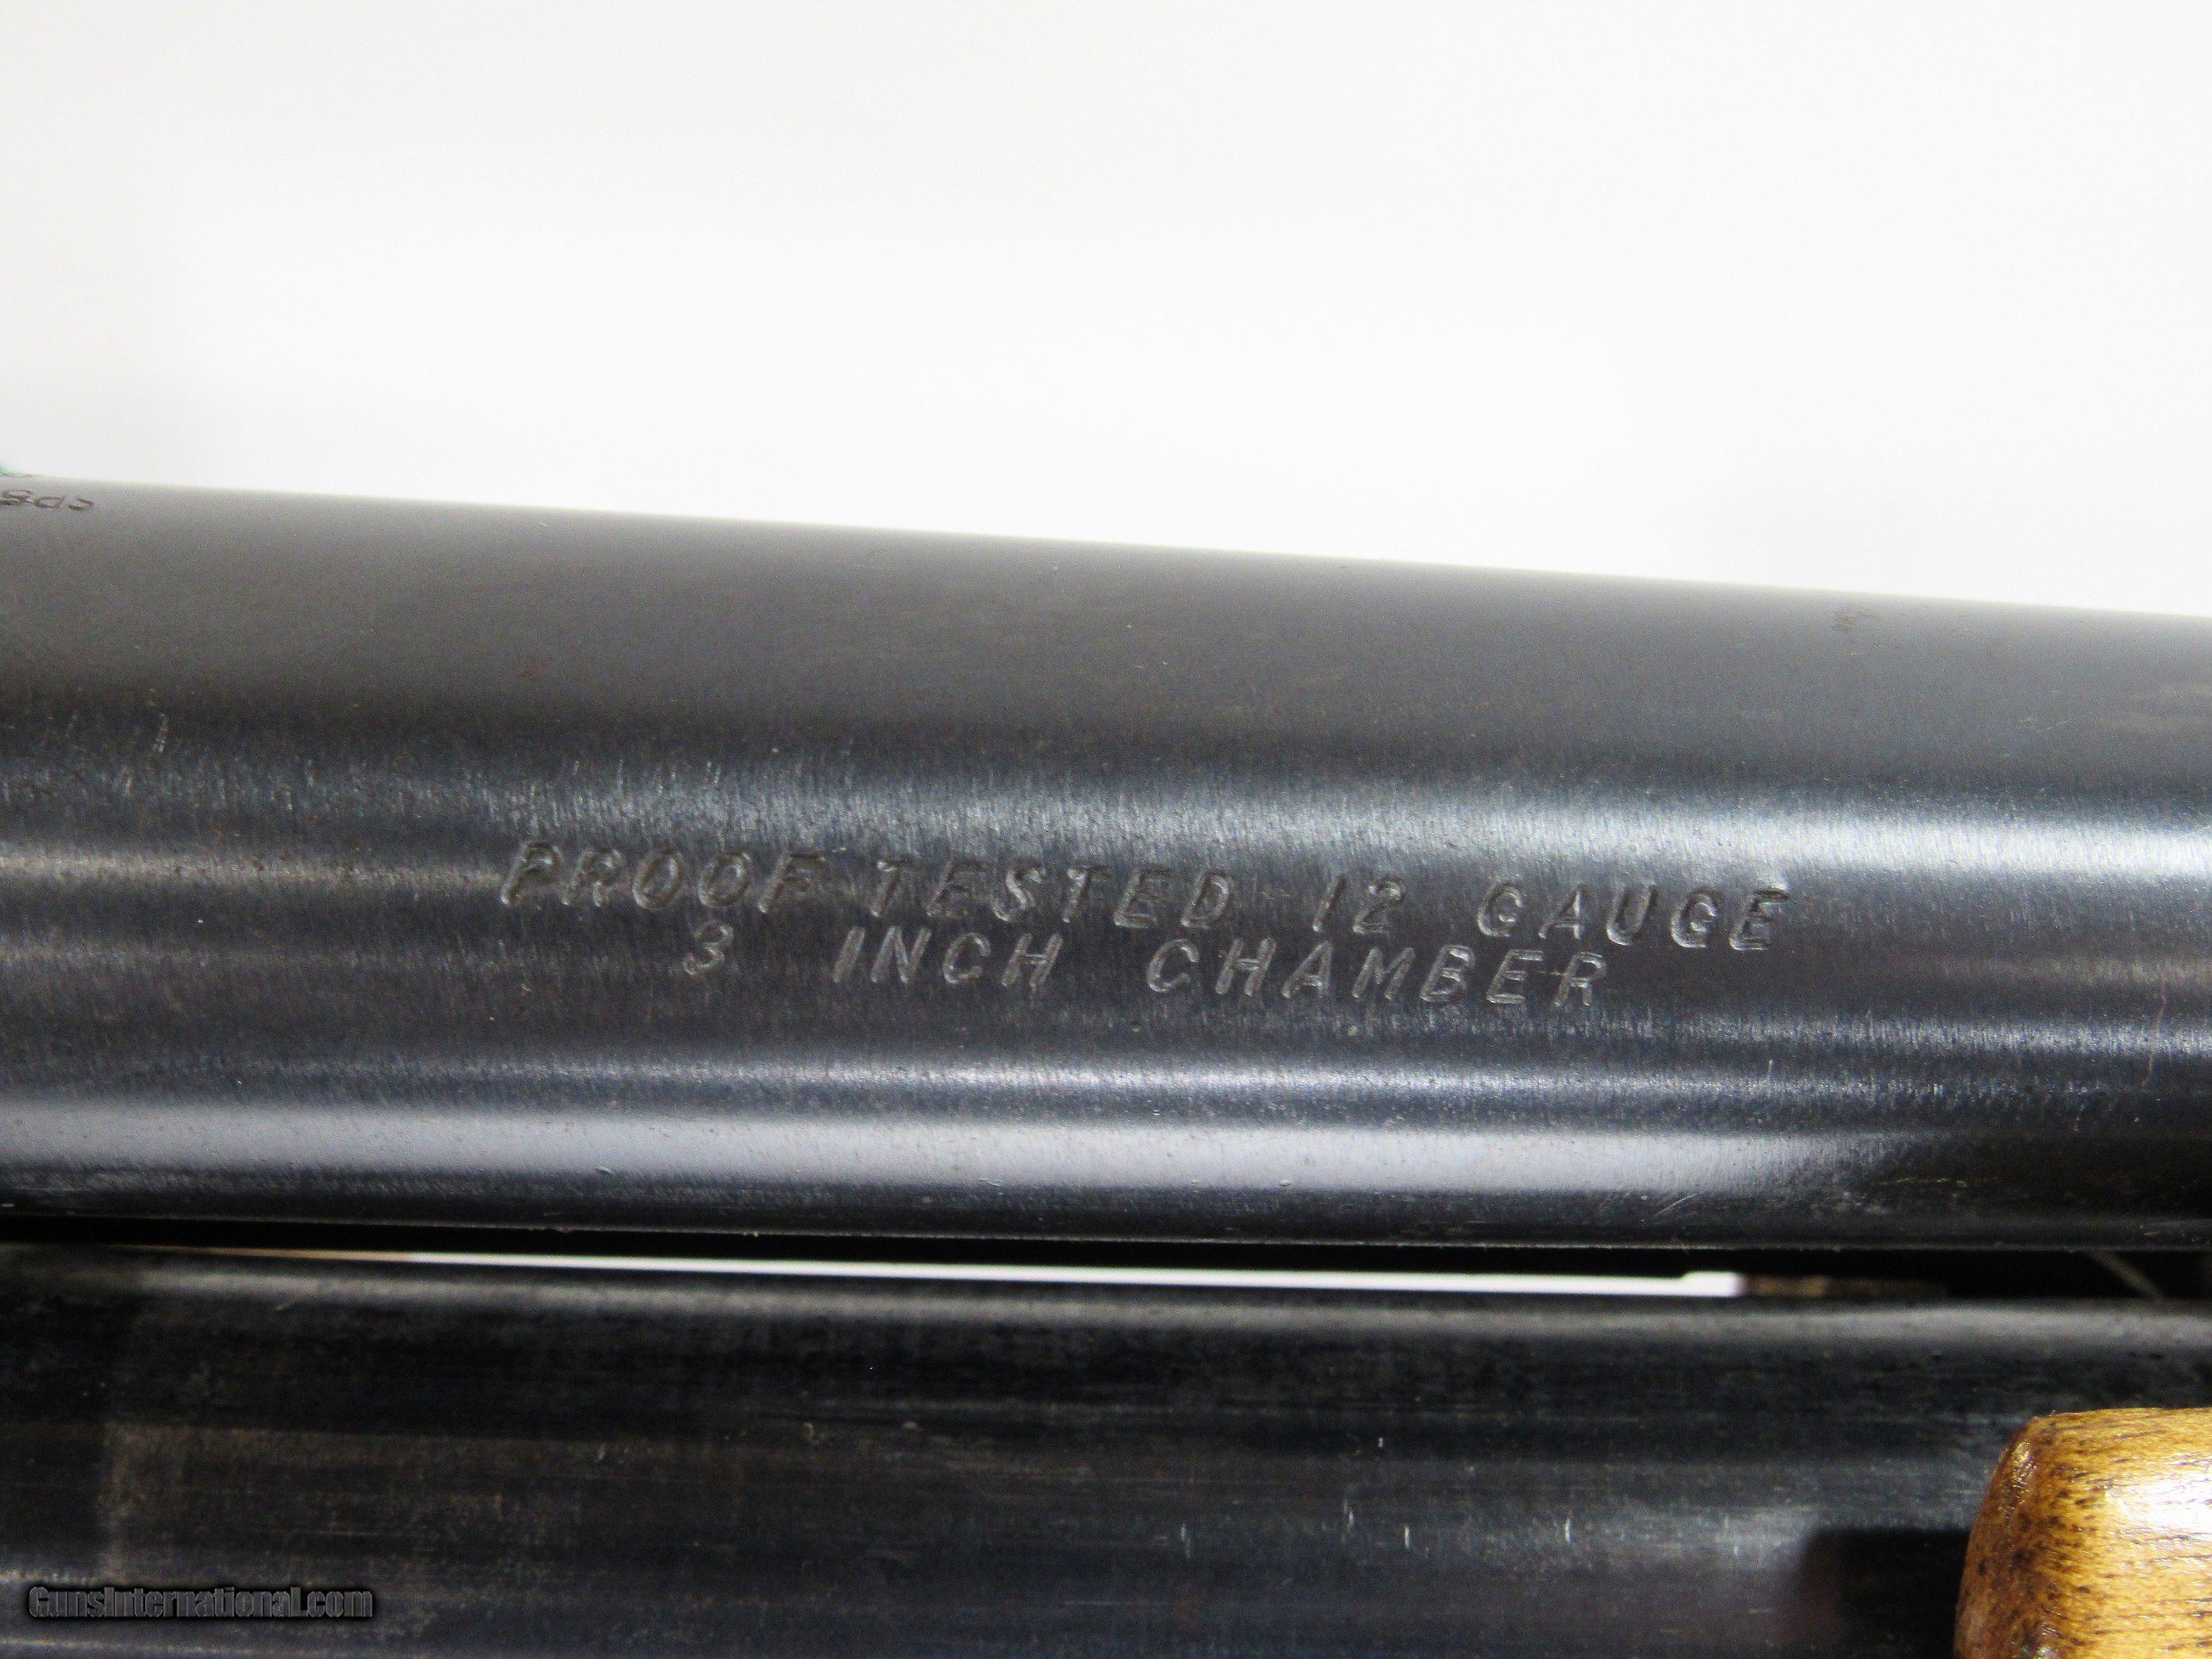 PROOF TESTED 12 GAUGE
3 INCH CHAMBER
GunsInternational.com